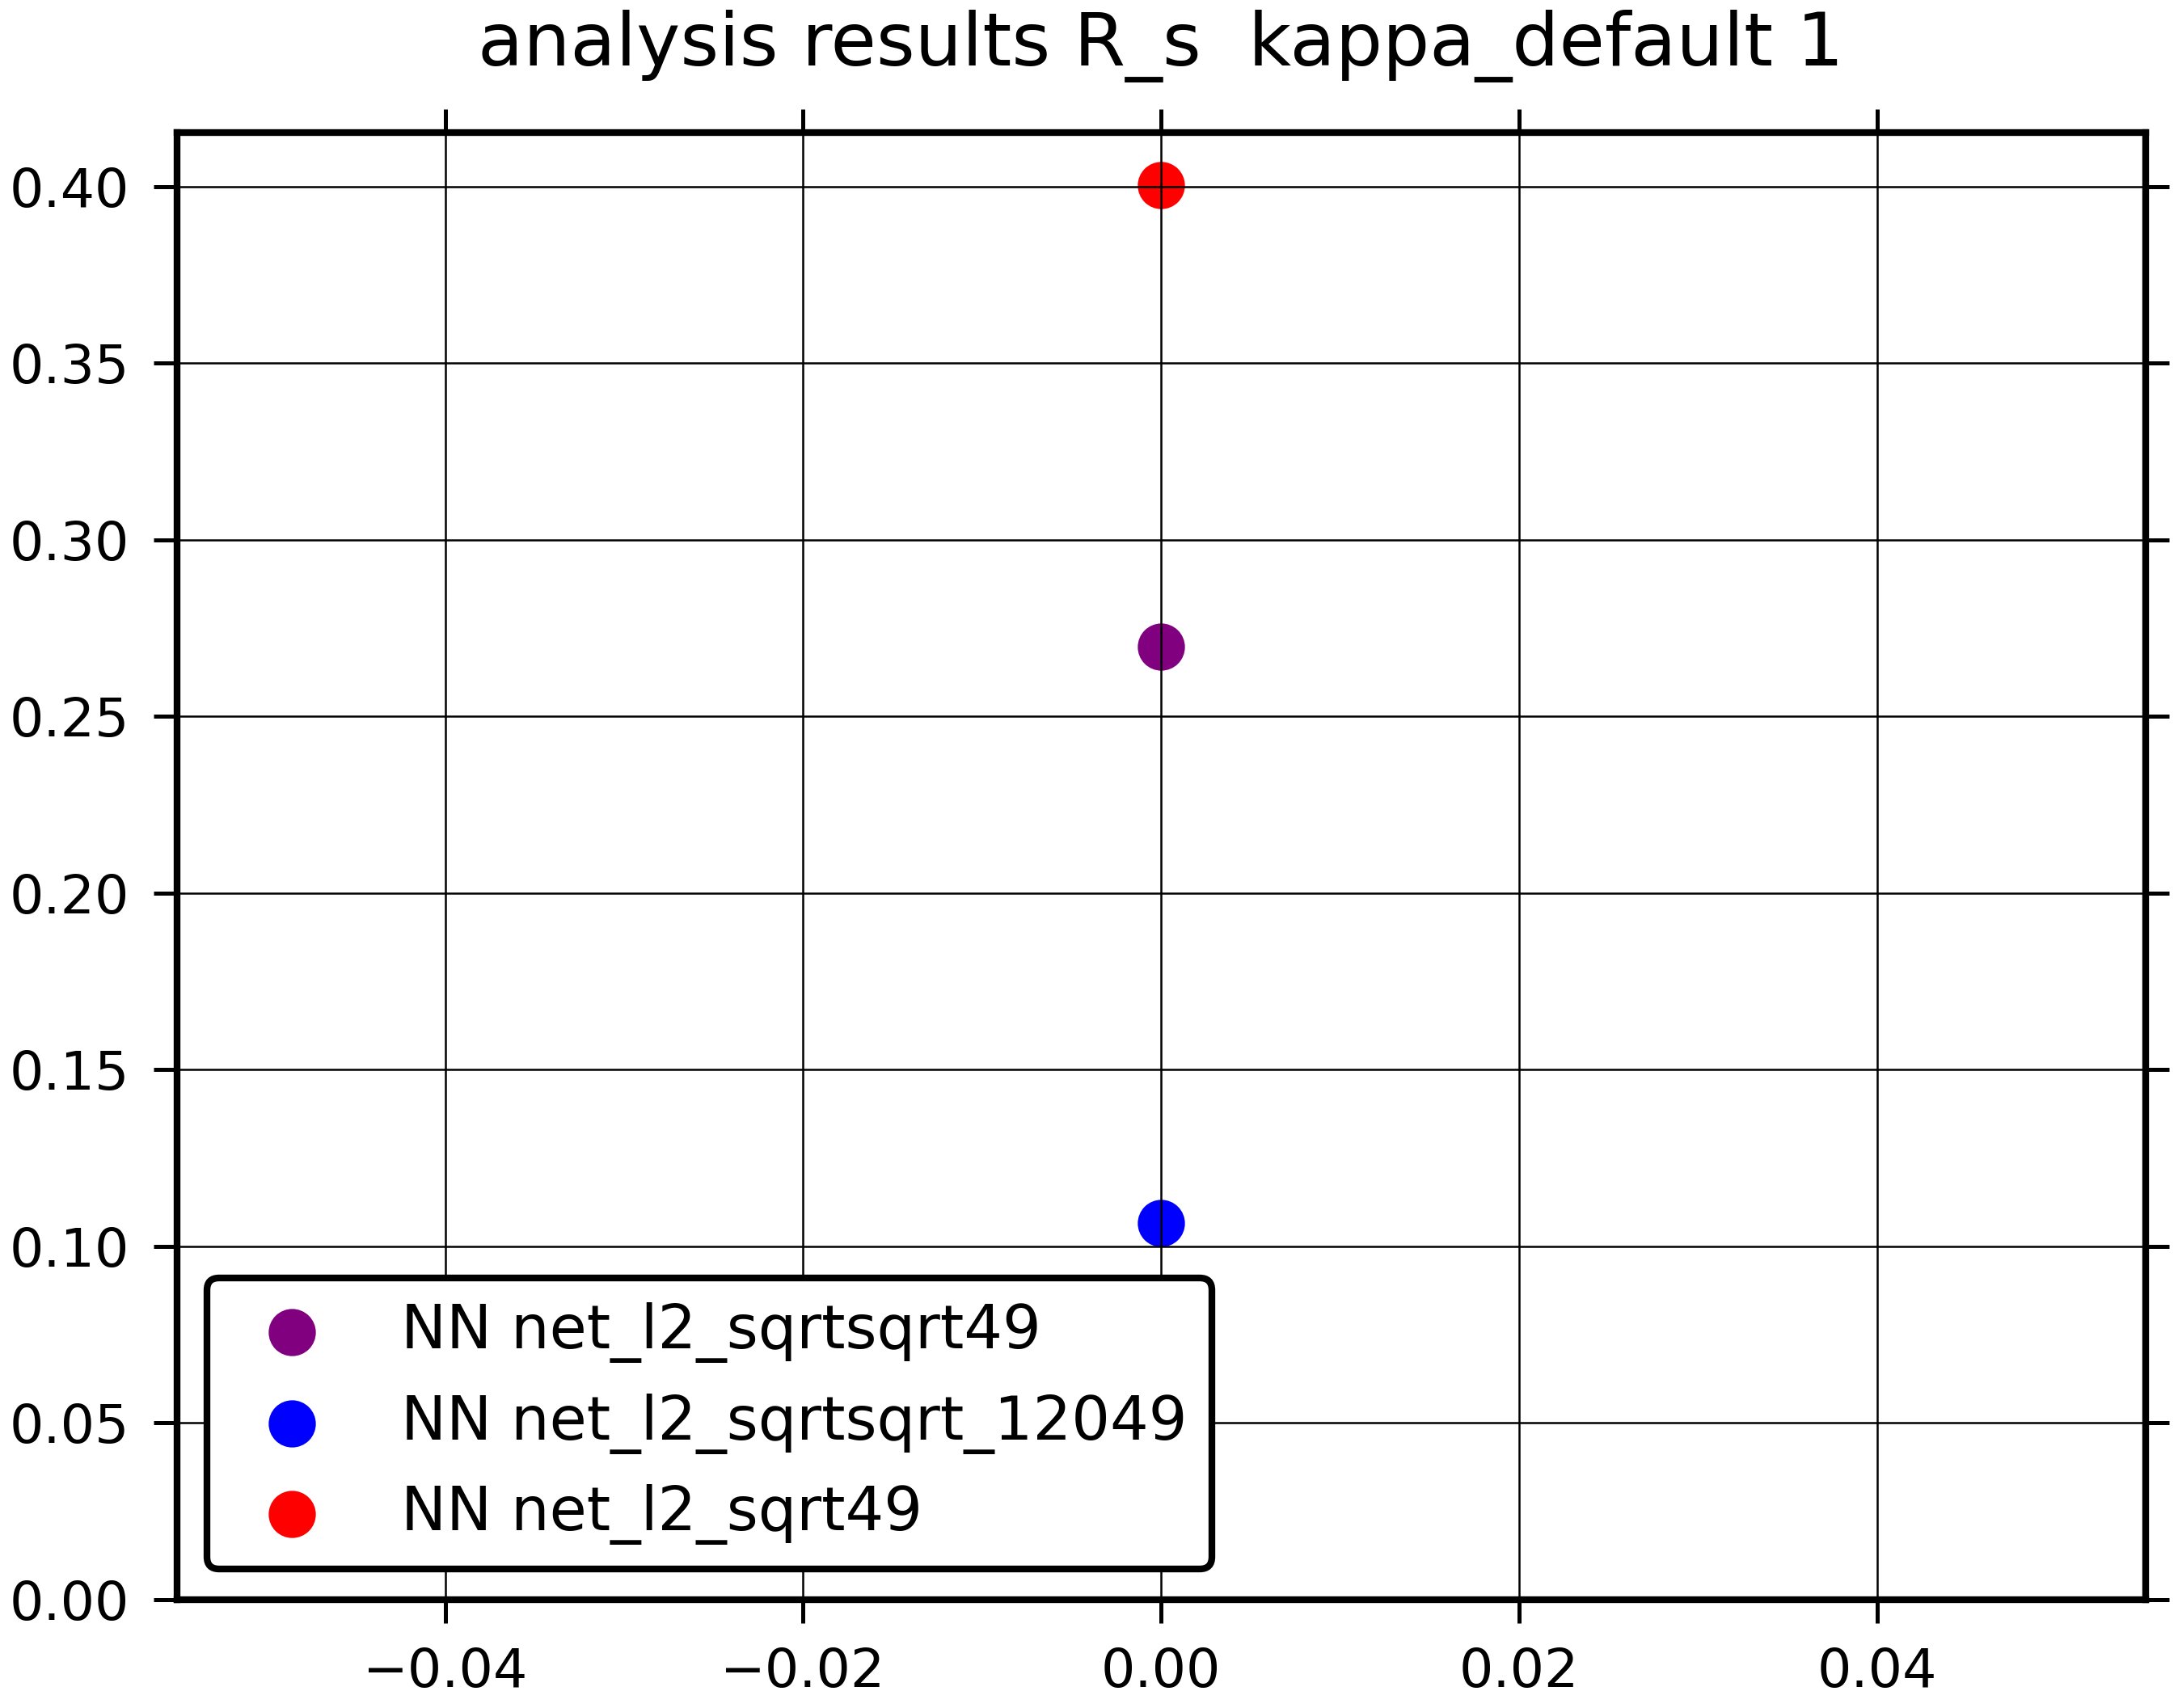 analysis results R_s  kappa_default 1
0.40
0.35
0.30
0.25
0.20
0.15
0.10
0.05
0.00
NN net_l2_sqrtsqrt49
NN net_l2_sqrtsqrt_12049
NN net_l2_sqrt49
−0.04 −0.02 0.00 0.02 0.04